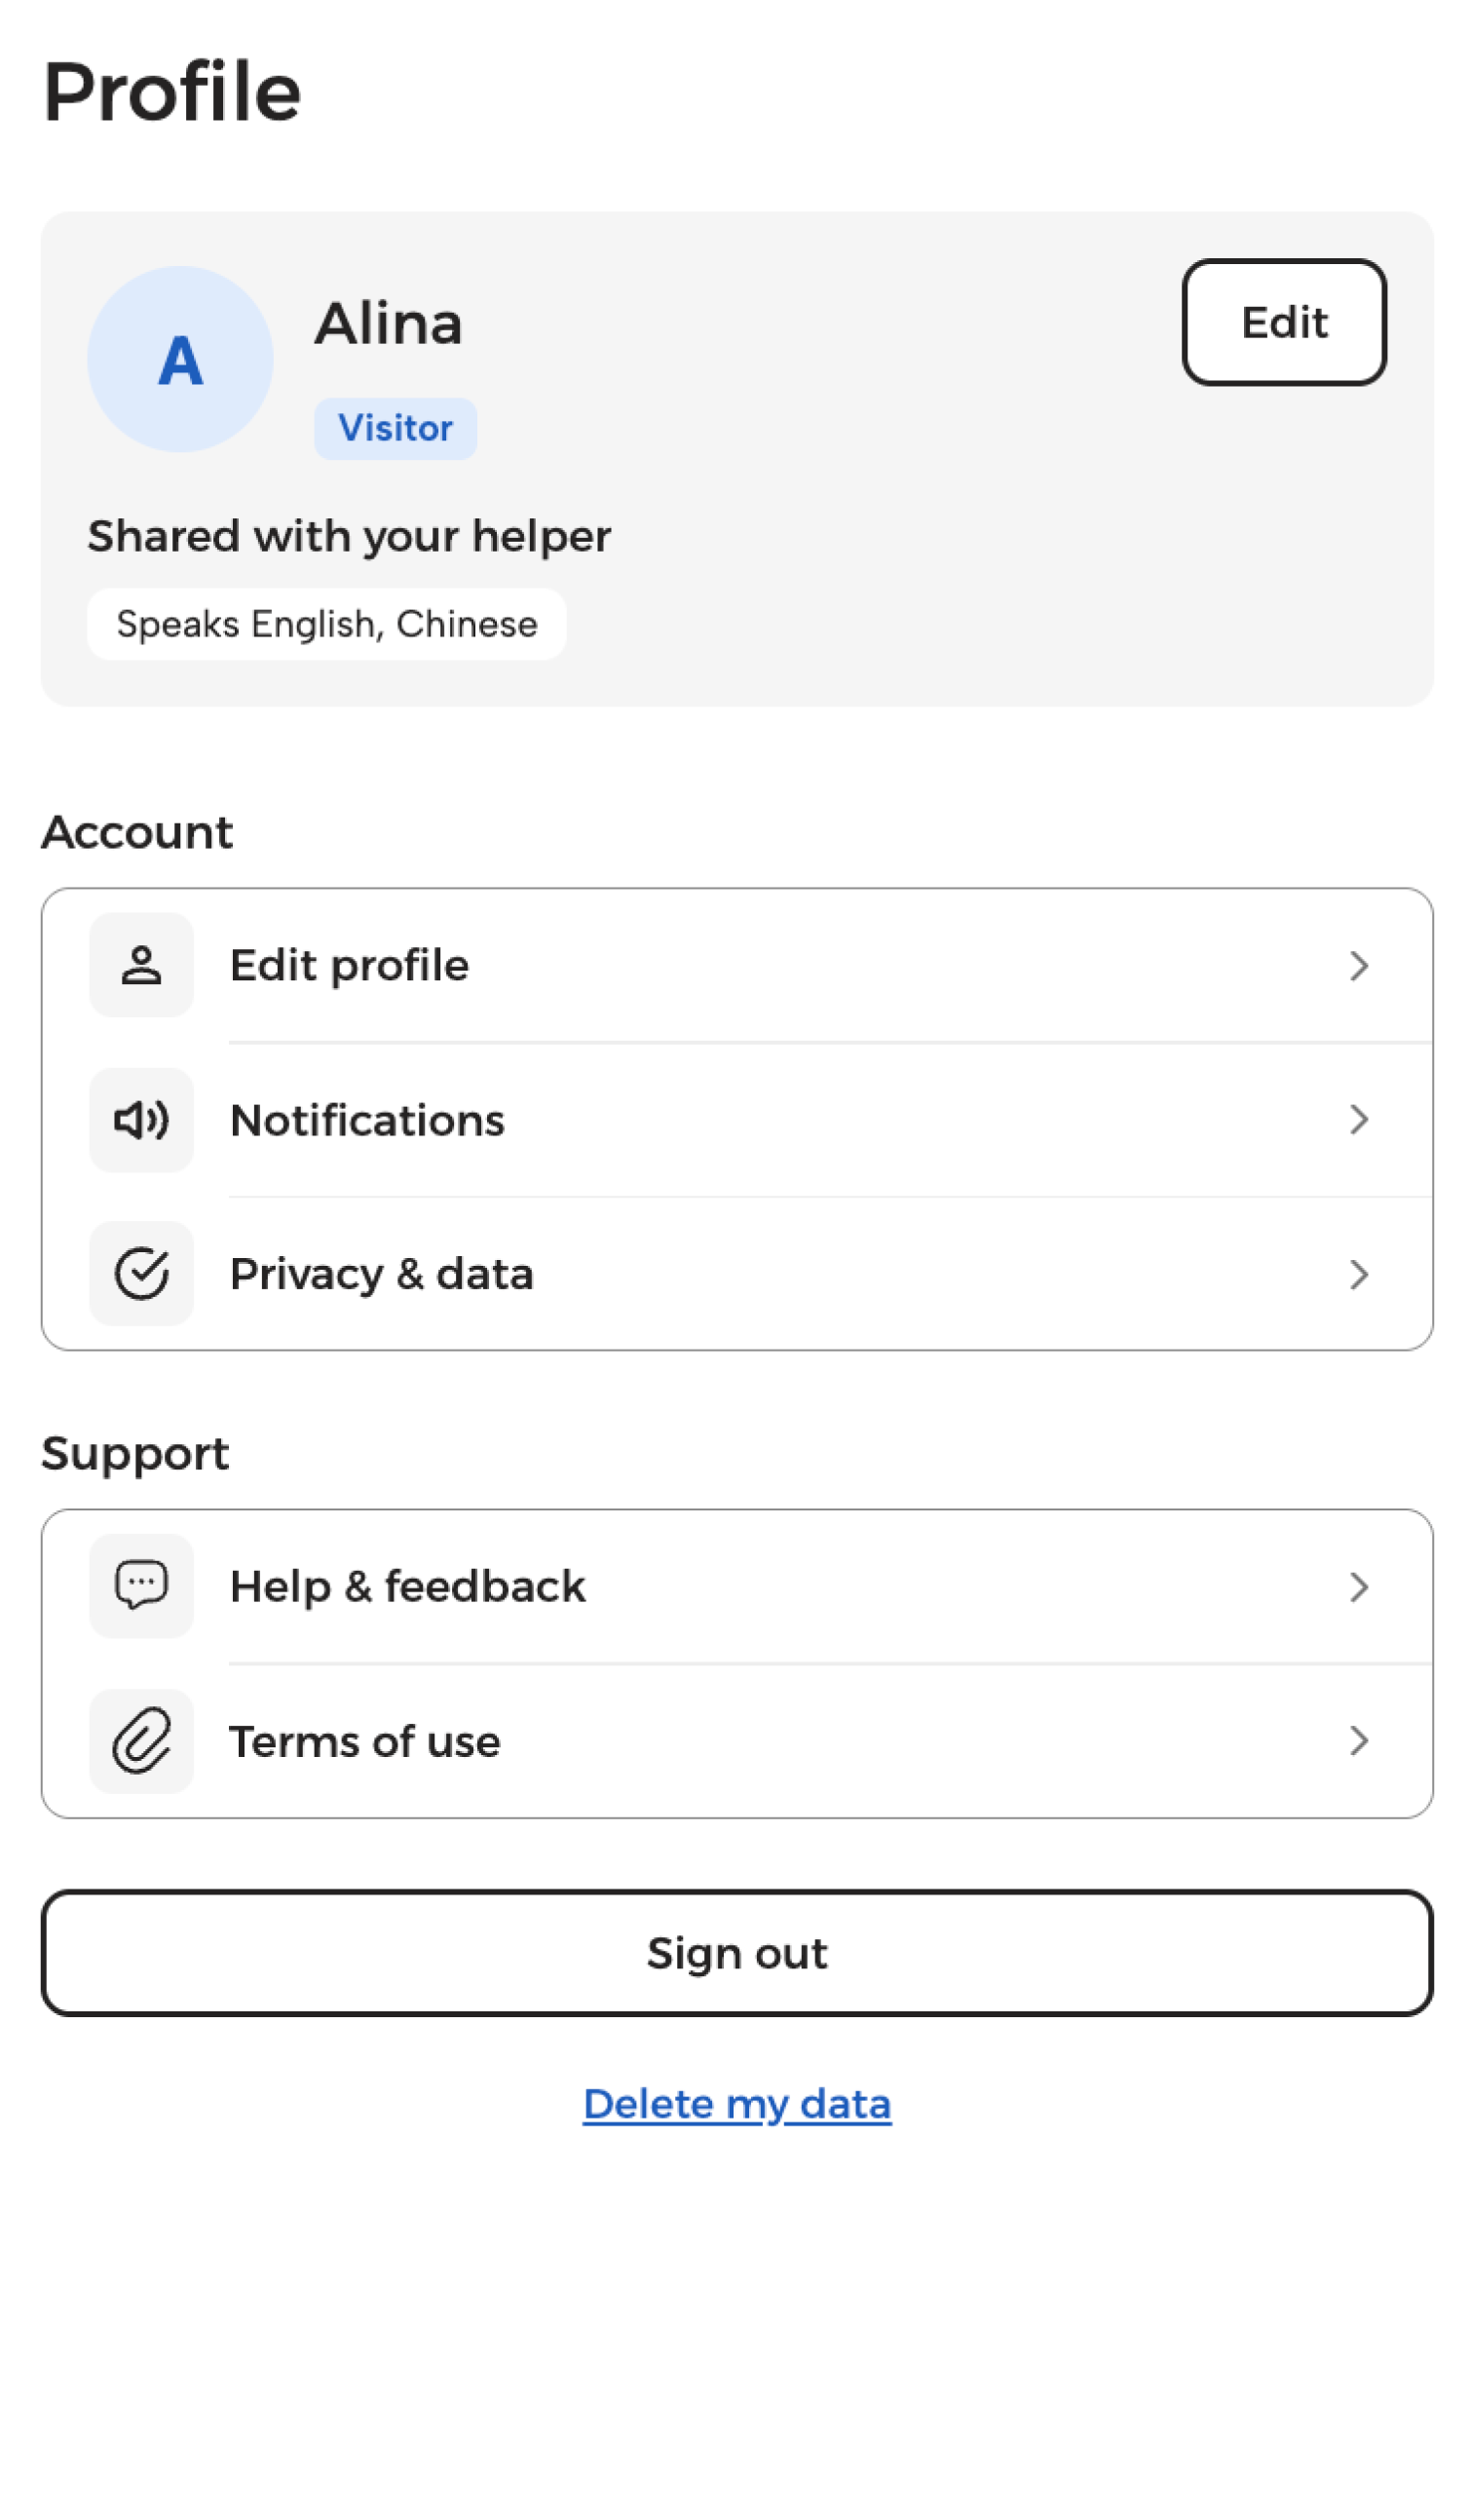 Profile
A
Alina
Edit
Visitor
Shared with your helper
Speaks English, Chinese
Account
Edit profile
Notifications
Privacy & data
Support
Help & feedback
Terms of use
Sign out
Delete my data